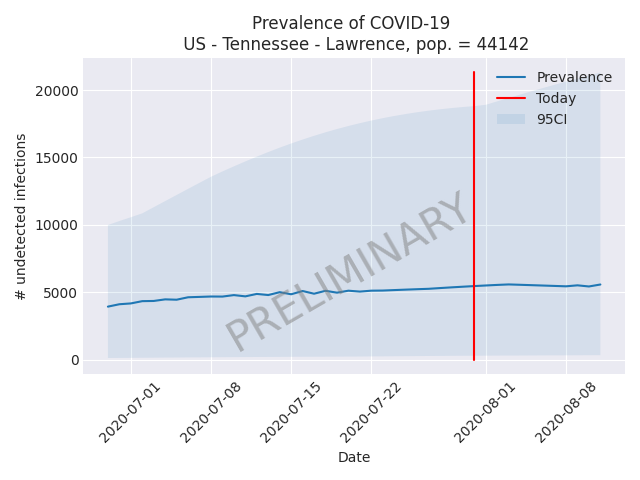 Prevalence of COVID-19
US - Tennessee - Lawrence, pop. = 44142
Prevalence
Today
95CI
20000
15000
10000
5000
0
# undetected infections
PRELIMINARY
2020-07-01
2020-07-08
2020-07-15
2020-07-22
2020-08-01
2020-08-08
Date